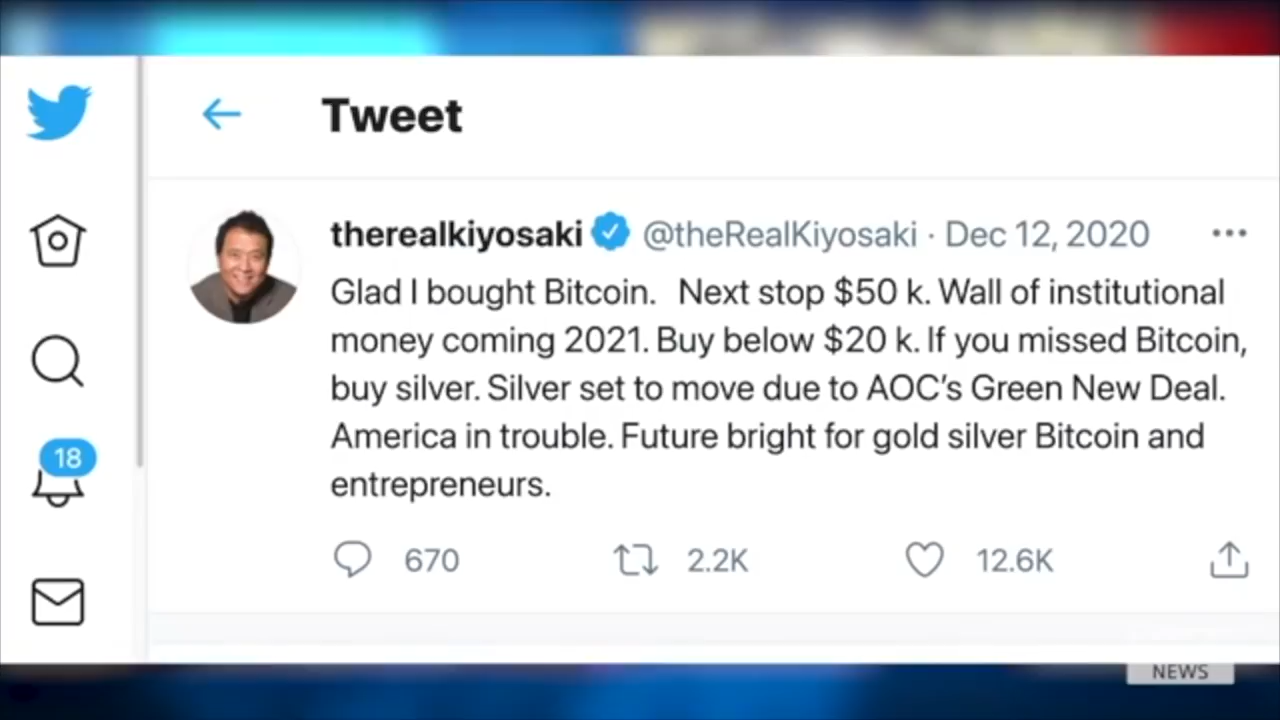 Tweet
therealkiyosaki @theRealKiyosaki · Dec 12, 2020
Glad I bought Bitcoin. Next stop $50 k. Wall of institutional
money coming 2021. Buy below $20 k. If you missed Bitcoin,
buy silver. Silver set to move due to AOC’s Green New Deal.
America in trouble. Future bright for gold silver Bitcoin and
entrepreneurs.
18
670 2.2K 12.6K
NEWS